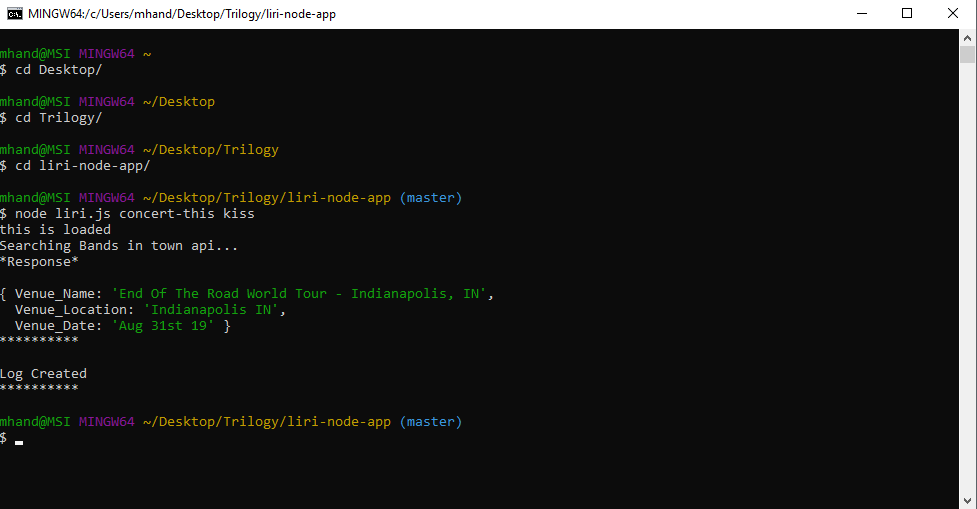 MINGW64:/c/Users/mhand/Desktop/Trilogy/liri-node-app
mhand@MSI MINGW64 ~
$ cd Desktop/
mhand@MSI MINGW64 ~/Desktop
$ cd Trilogy/
mhand@MSI MINGW64 ~/Desktop/Trilogy
$ cd liri-node-app/
mhand@MSI MINGW64 ~/Desktop/Trilogy/liri-node-app (master)
$ node liri.js concert-this kiss
this is loaded
Searching Bands in town api...
*Response*
{ Venue_Name: 'End Of The Road World Tour - Indianapolis, IN',
  Venue_Location: 'Indianapolis IN',
  Venue_Date: 'Aug 31st 19' }
**********
Log Created
**********
mhand@MSI MINGW64 ~/Desktop/Trilogy/liri-node-app (master)
$